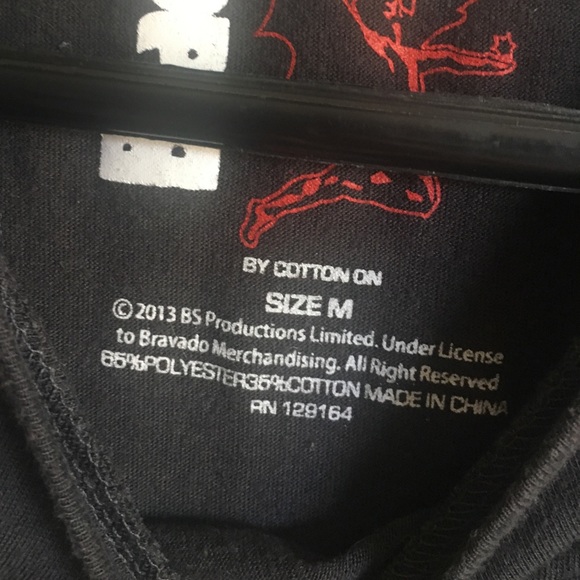 BY COTTON ON
SIZE M
©2013 BS Productions Limited. Under License
to Bravado Merchandising. All Right Reserved
65%POLYESTER35%COTTON MADE IN CHINA
RN 129164